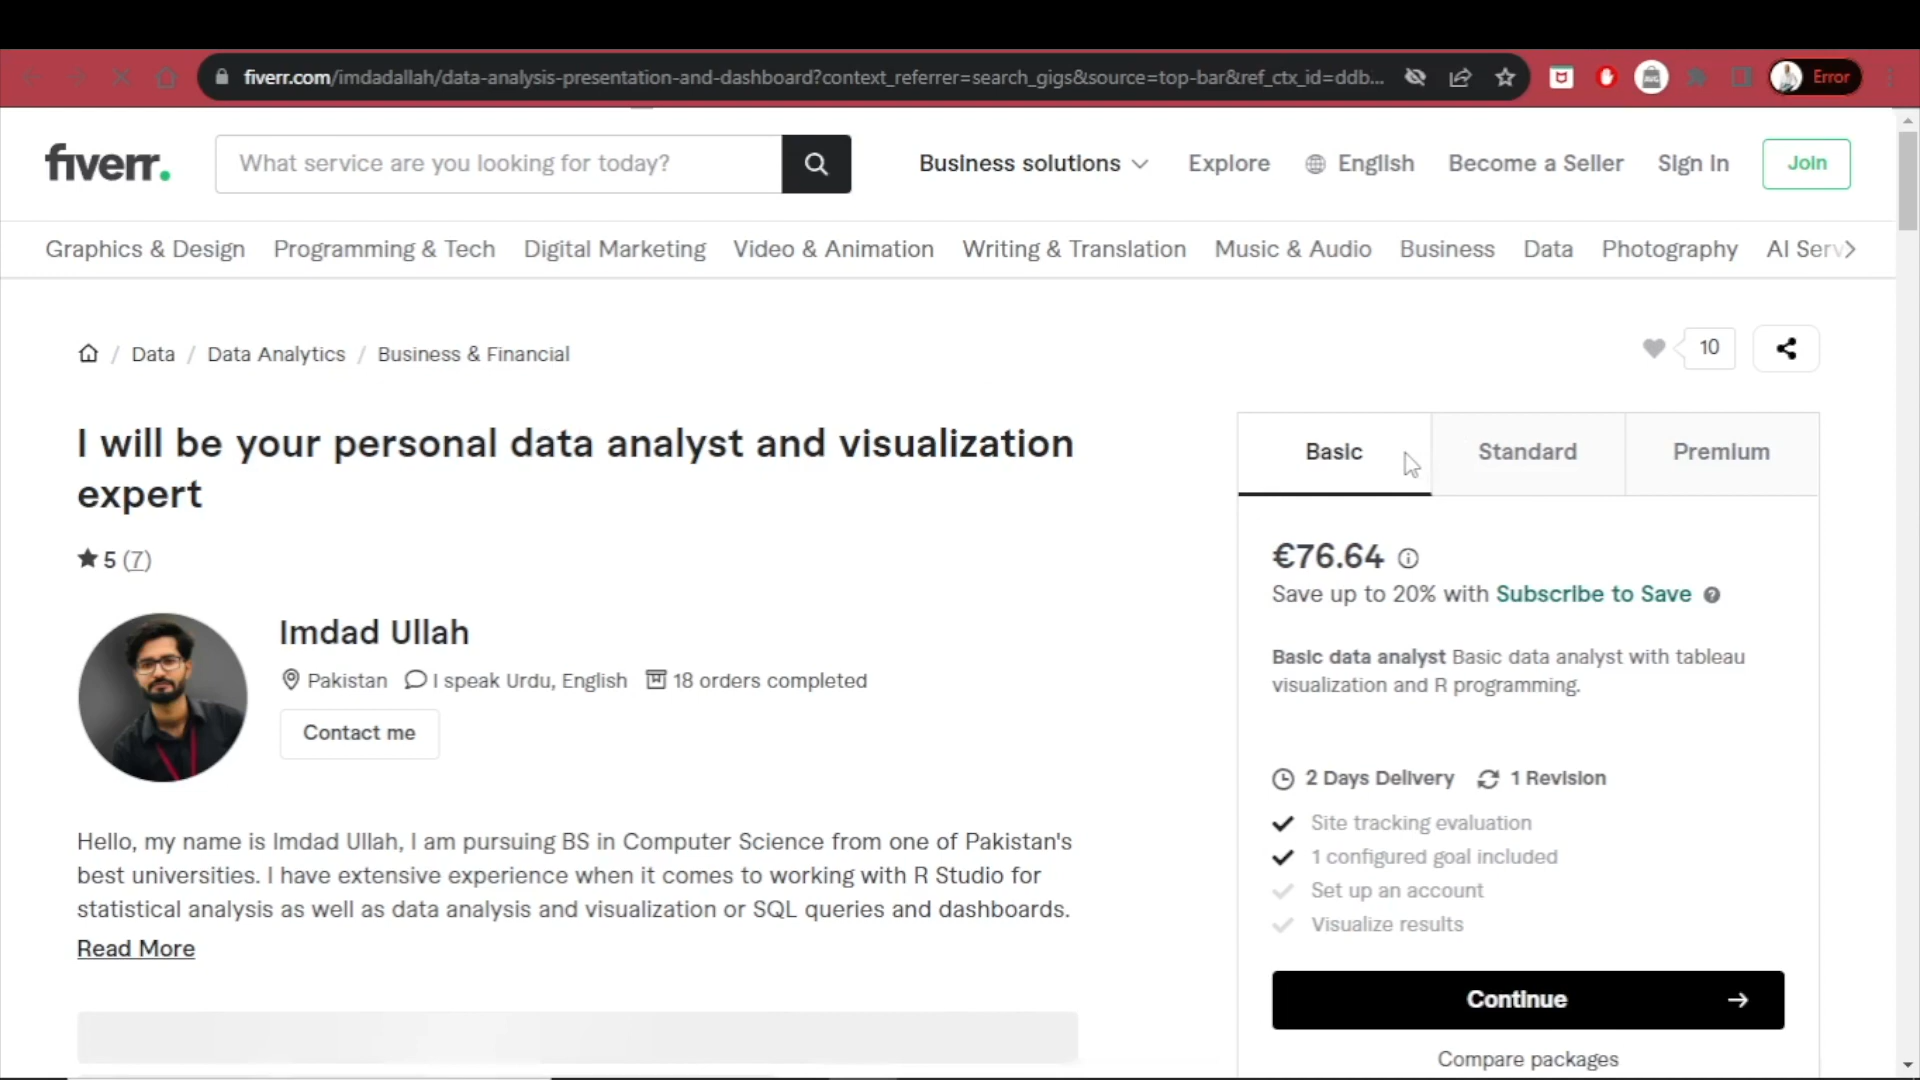 fiverr.com/imdadallah/data-analysis-presentation-and-dashboard?context_referrer=search_gigs&source=top-bar&ref_ctx_id=ddb...
Error
fiverr.
What service are you looking for today?
Business solutions
Explore
English
Become a Seller
Sign In
Join
Graphics & Design
Programming & Tech
Digital Marketing
Video & Animation
Writing & Translation
Music & Audio
Business
Data
Photography
AI Serv
/ Data / Data Analytics / Business & Financial
10
I will be your personal data analyst and visualization
expert
5 (7)
Imdad Ullah
Pakistan
I speak Urdu, English
18 orders completed
Contact me
Hello, my name is Imdad Ullah, I am pursuing BS in Computer Science from one of Pakistan's
best universities. I have extensive experience when it comes to working with R Studio for
statistical analysis as well as data analysis and visualization or SQL queries and dashboards.
Read More
Basic
Standard
Premium
€76.64
Save up to 20% with Subscribe to Save
Basic data analyst Basic data analyst with tableau
visualization and R programming.
2 Days Delivery
1 Revision
Site tracking evaluation
1 configured goal included
Set up an account
Visualize results
Continue
Compare packages